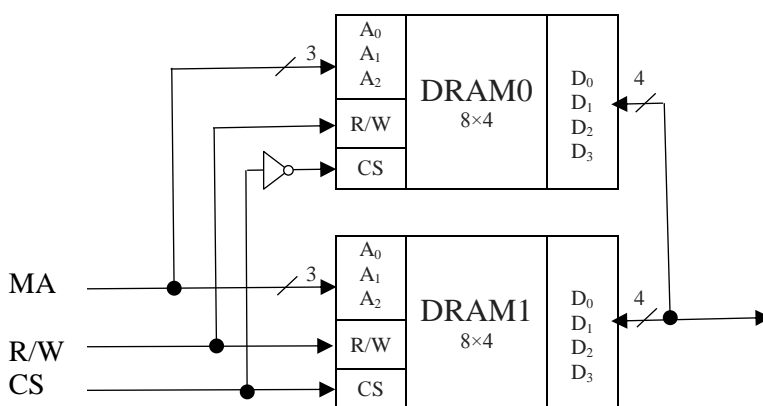 3
A₀
A₁
A₂
R/W
CS
DRAM0
8×4
D₀
D₁
D₂
D₃
4
MA
R/W
CS
3
A₀
A₁
A₂
R/W
CS
DRAM1
8×4
D₀
D₁
D₂
D₃
4